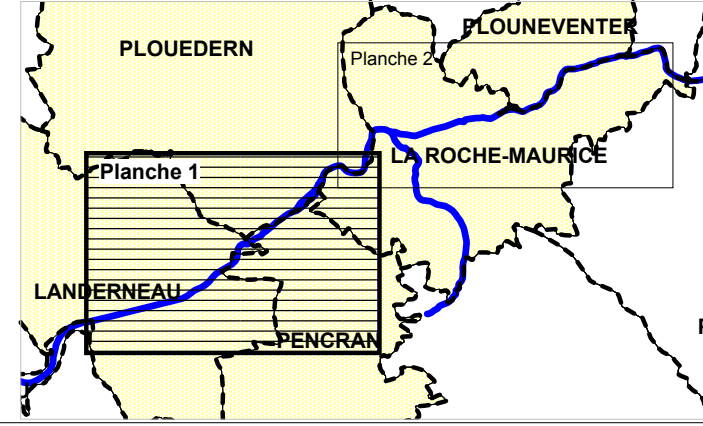 PLOUNEVENTER
PLOUEDERN
Planche 2
LA ROCHE-MAURICE
Planche 1
LANDERNEAU
PENCRAN